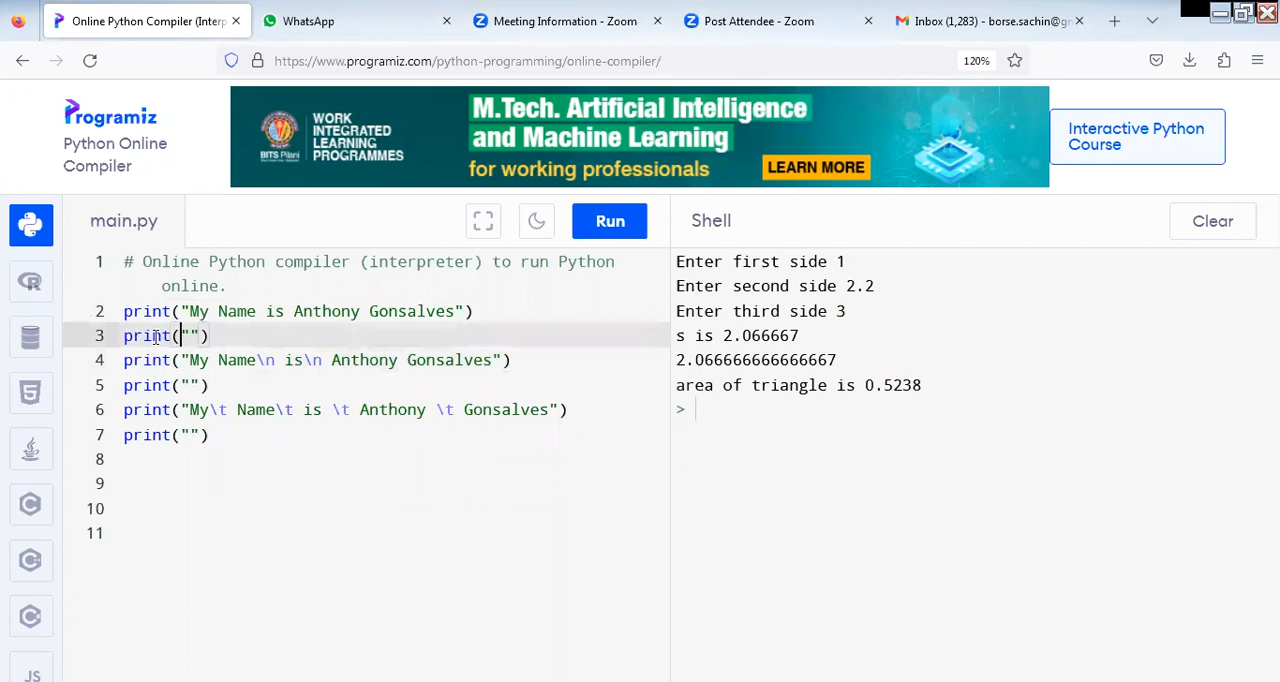 Online Python Compiler (Interp
WhatsApp
Meeting Information - Zoom
Post Attendee - Zoom
Inbox (1,283) - borse.sachin@gm
https://www.programiz.com/python-programming/online-compiler/
120%
Programiz
Python Online
Compiler
BITS Pilani
WORK
INTEGRATED
LEARNING
PROGRAMMES
M.Tech. Artificial Intelligence
and Machine Learning
for working professionals
LEARN MORE
Interactive Python
Course
main.py
Run
Shell
Clear
1 # Online Python compiler (interpreter) to run Python
online.
2 print("My Name is Anthony Gonsalves")
3 print("")
4 print("My Name\n is\n Anthony Gonsalves")
5 print("")
6 print("My\t Name\t is \t Anthony \t Gonsalves")
7 print("")
8
9
10
11
Enter first side 1
Enter second side 2.2
Enter third side 3
s is 2.066667
2.066666666666667
area of triangle is 0.5238
>
JS